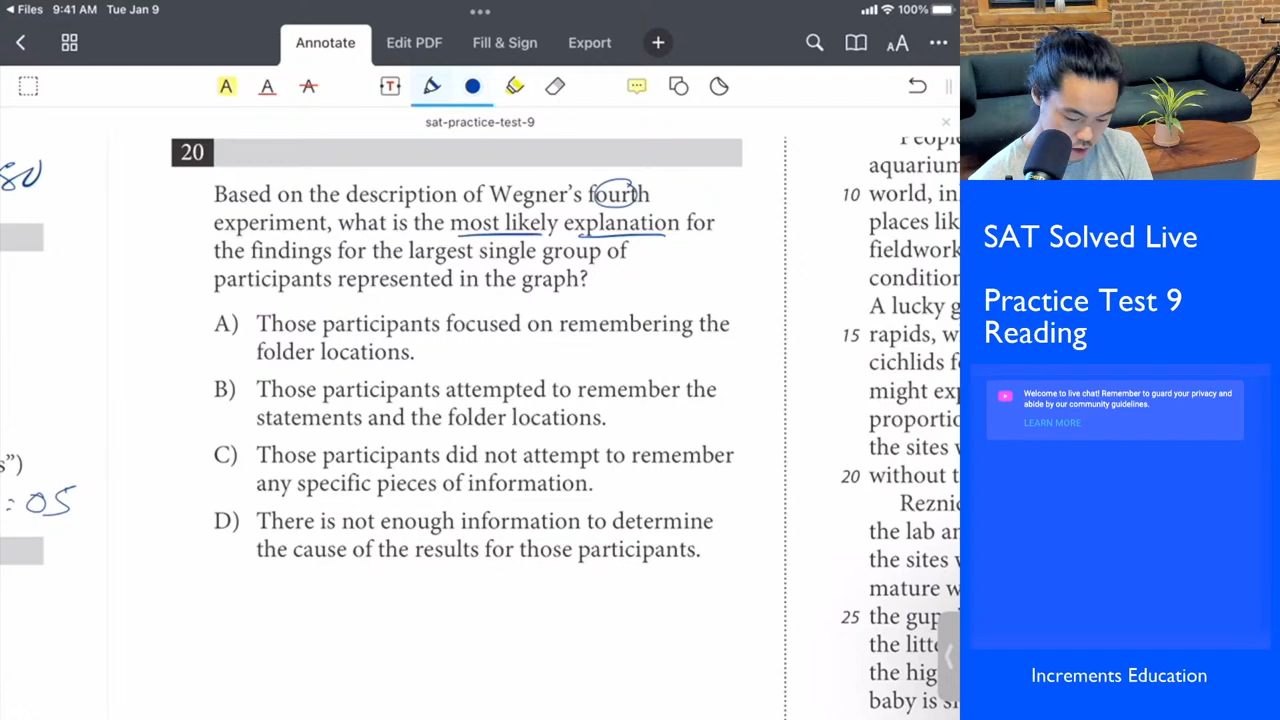 Files 9:41 AM Tue Jan 9 100%
Annotate Edit PDF Fill & Sign Export
sat-practice-test-9
20
Based on the description of Wegner's fourth
experiment, what is the most likely explanation for
the findings for the largest single group of
participants represented in the graph?
A) Those participants focused on remembering the
folder locations.
B) Those participants attempted to remember the
statements and the folder locations.
C) Those participants did not attempt to remember
any specific pieces of information.
D) There is not enough information to determine
the cause of the results for those participants.
80
s")
= 05
aquarium
10 world, in
places lik
fieldwork
condition
A lucky g
15 rapids, w
cichlids f
might exp
proportio
the sites w
20 without t
Rezni
the lab an
the sites
mature w
25 the gup
the litt
the hig
baby is s
SAT Solved Live
Practice Test 9
Reading
Welcome to live chat! Remember to guard your privacy and
abide by our community guidelines.
LEARN MORE
Increments Education